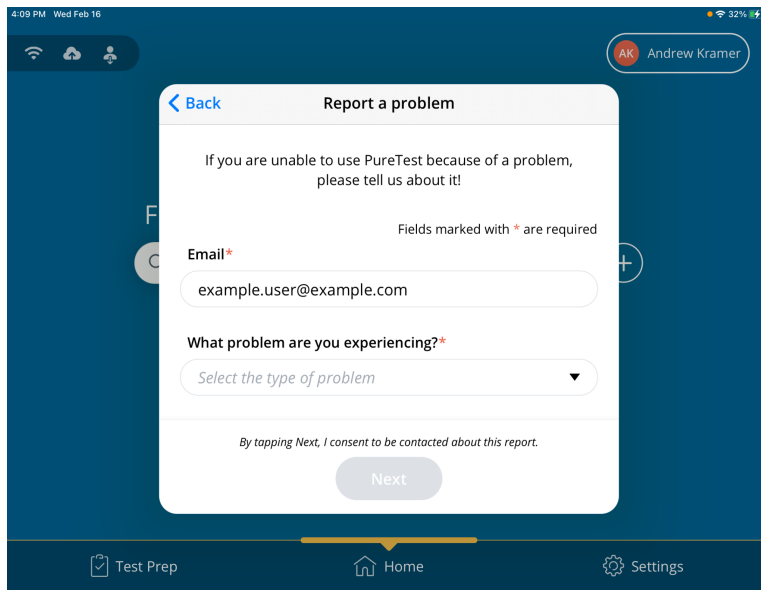 4:09 PM Wed Feb 16
32%
AK Andrew Kramer
Back
Report a problem
If you are unable to use PureTest because of a problem,
please tell us about it!
F
Fields marked with * are required
Email*
example.user@example.com
What problem are you experiencing?*
Select the type of problem
By tapping Next, I consent to be contacted about this report.
Next
Test Prep
Home
Settings